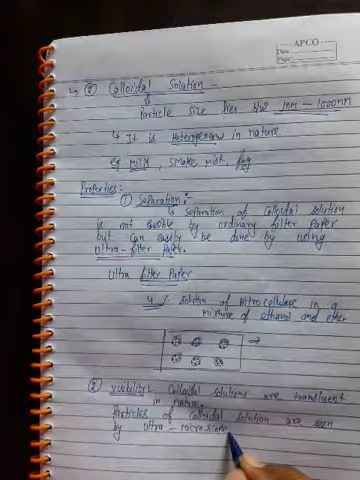 APCO
Date
Page
↳ ② Colloidal Solution -
Particle size lies the 1nm - 1000nm
↳ It is Heterogeneous in nature
eg Milk, smoke mist, fog
Properties:-
① Separation:-
↳ separation of colloidal solution
is not possible by ordinary filter paper
but can easily be done by using
Ultra-filter paper.
Ultra filter Paper
↳ solution of Nitrocellulose in a
mixture of ethanol and ether
② visibility: Colloidal solutions are translucent
in nature.
Particles of colloidal solution are seen
by ultra-microscope